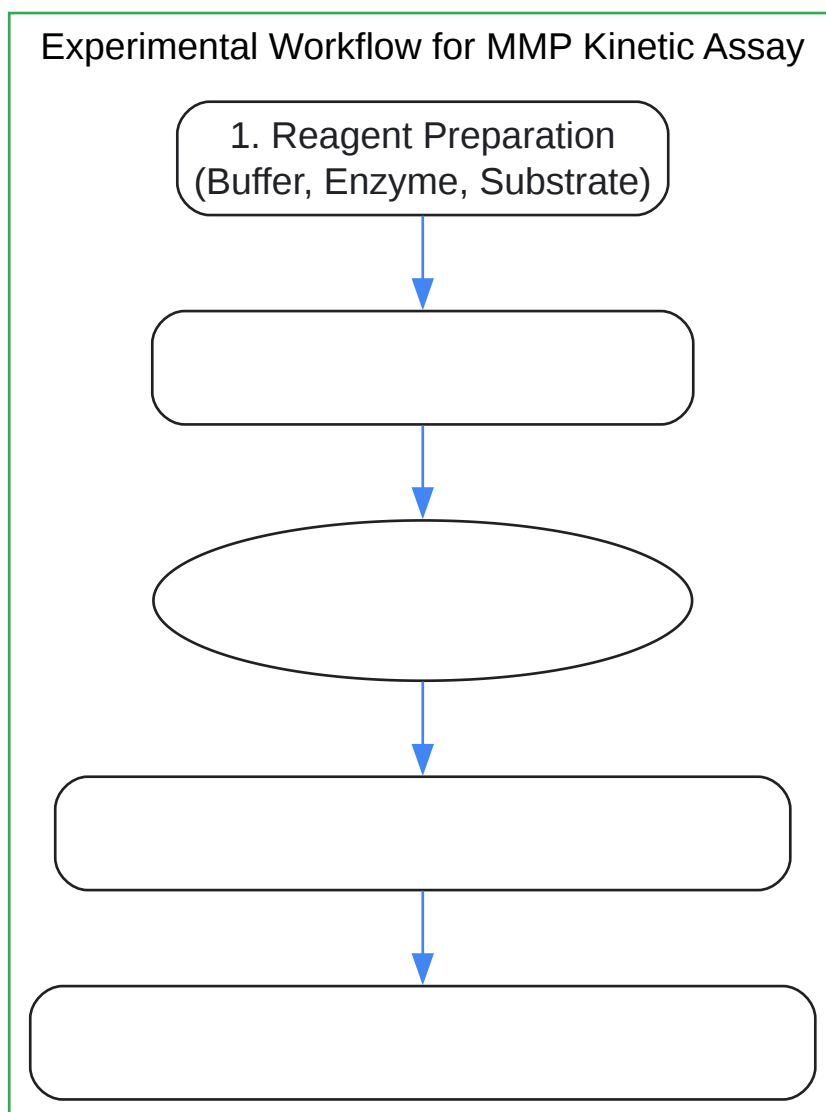 Experimental Workflow for MMP Kinetic Assay
1. Reagent Preparation
(Buffer, Enzyme, Substrate)